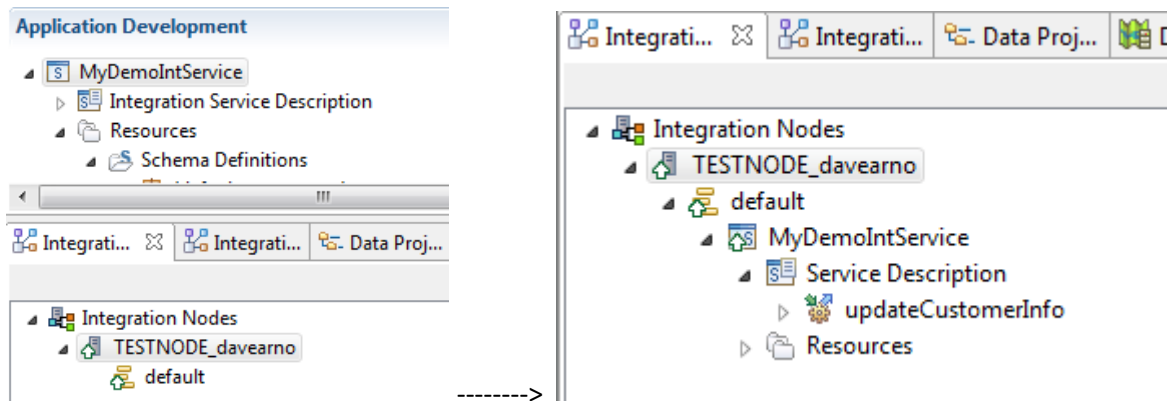 Application Development
MyDemoIntService
Integration Service Description
Resources
Schema Definitions
Integrati... Integrati... Data Proj...
Integration Nodes
TESTNODE_davearno
default
-------->
Integrati... Integrati... Data Proj... D
Integration Nodes
TESTNODE_davearno
default
MyDemoIntService
Service Description
updateCustomerInfo
Resources